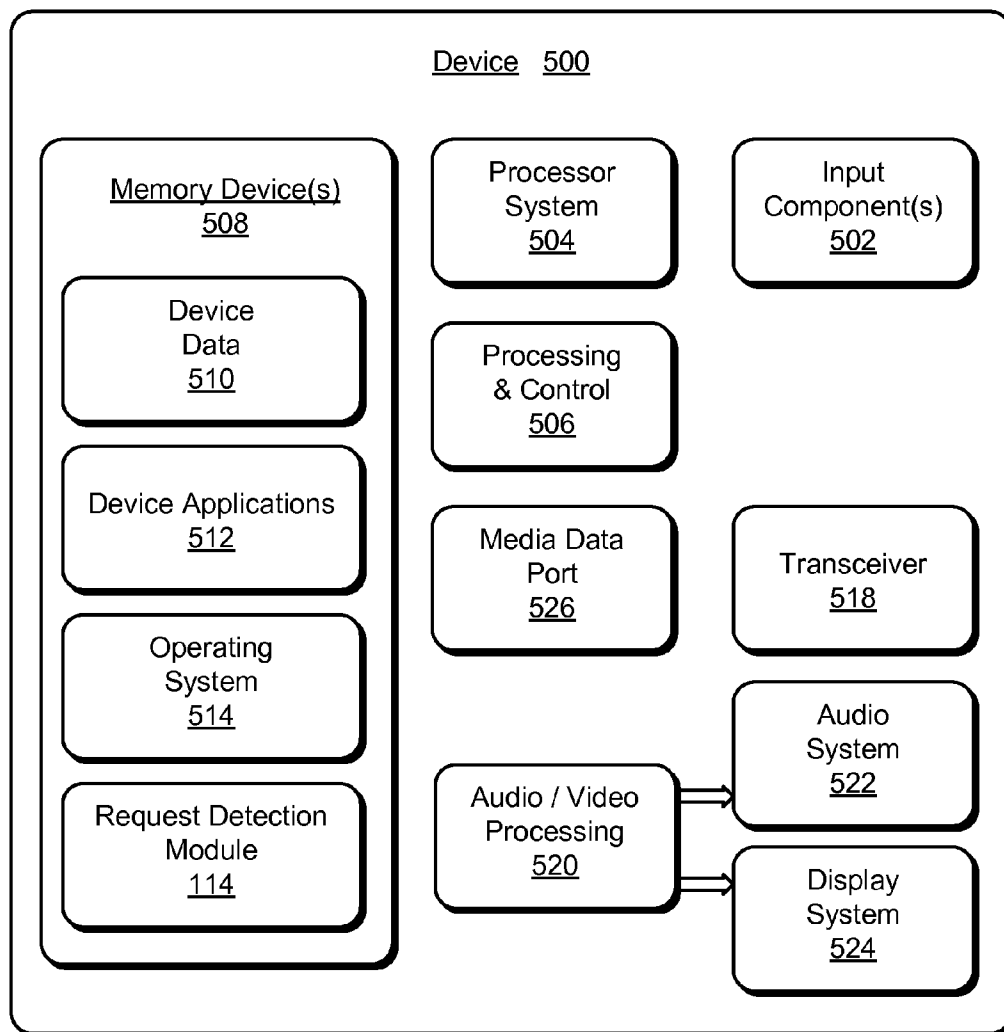 Device 500
Memory Device(s)
508
Device
Data
510
Device Applications
512
Operating
System
514
Request Detection
Module
114
Processor
System
504
Input
Component(s)
502
Processing
& Control
506
Media Data
Port
526
Transceiver
518
Audio / Video
Processing
520
Audio
System
522
Display
System
524